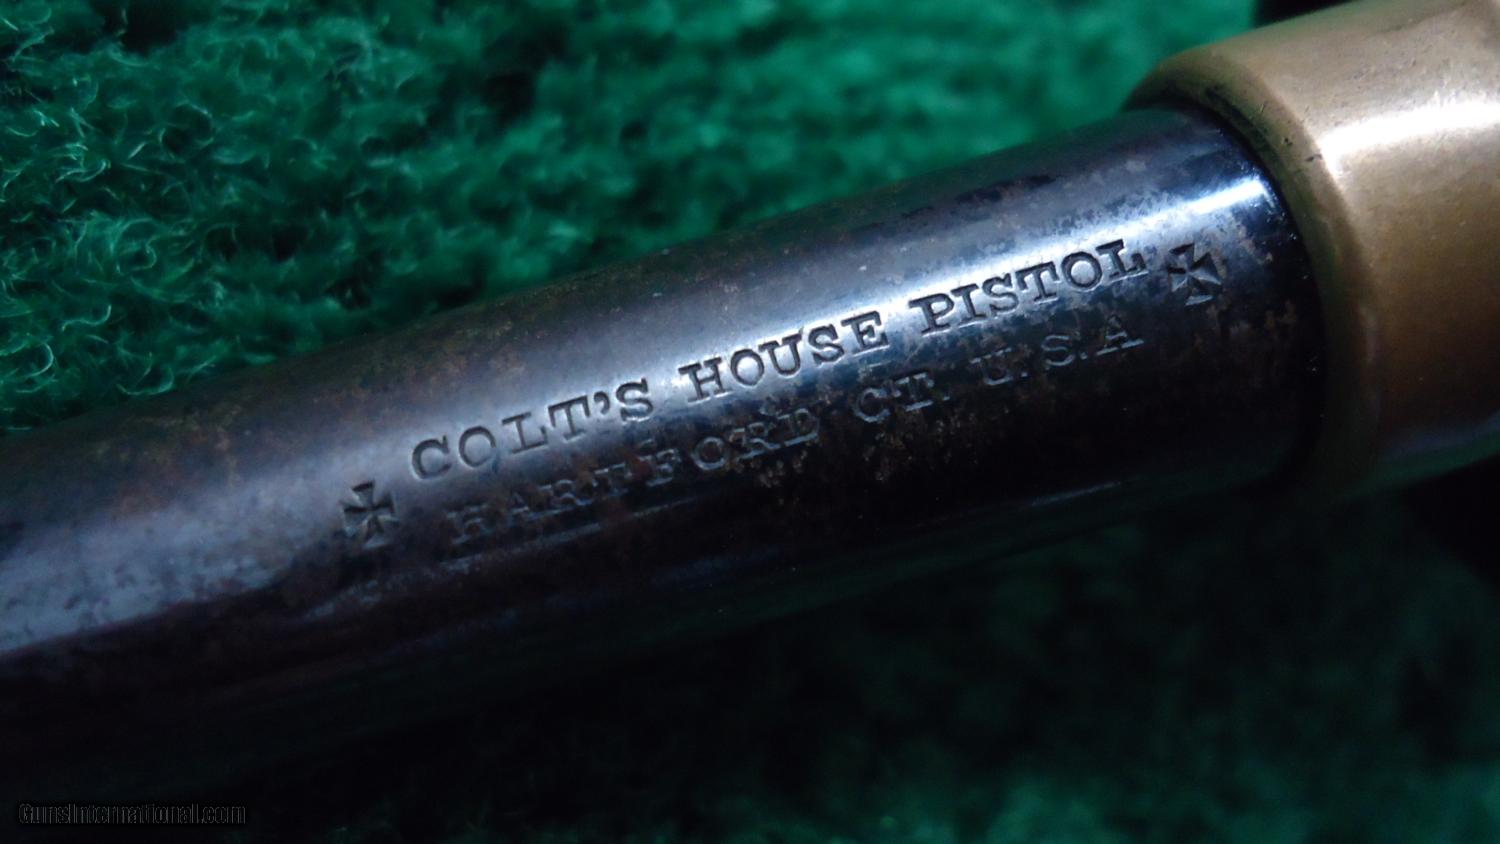 COLT'S HOUSE PISTOL
HARTFORD CT. U.S.A
GunsInternational.com